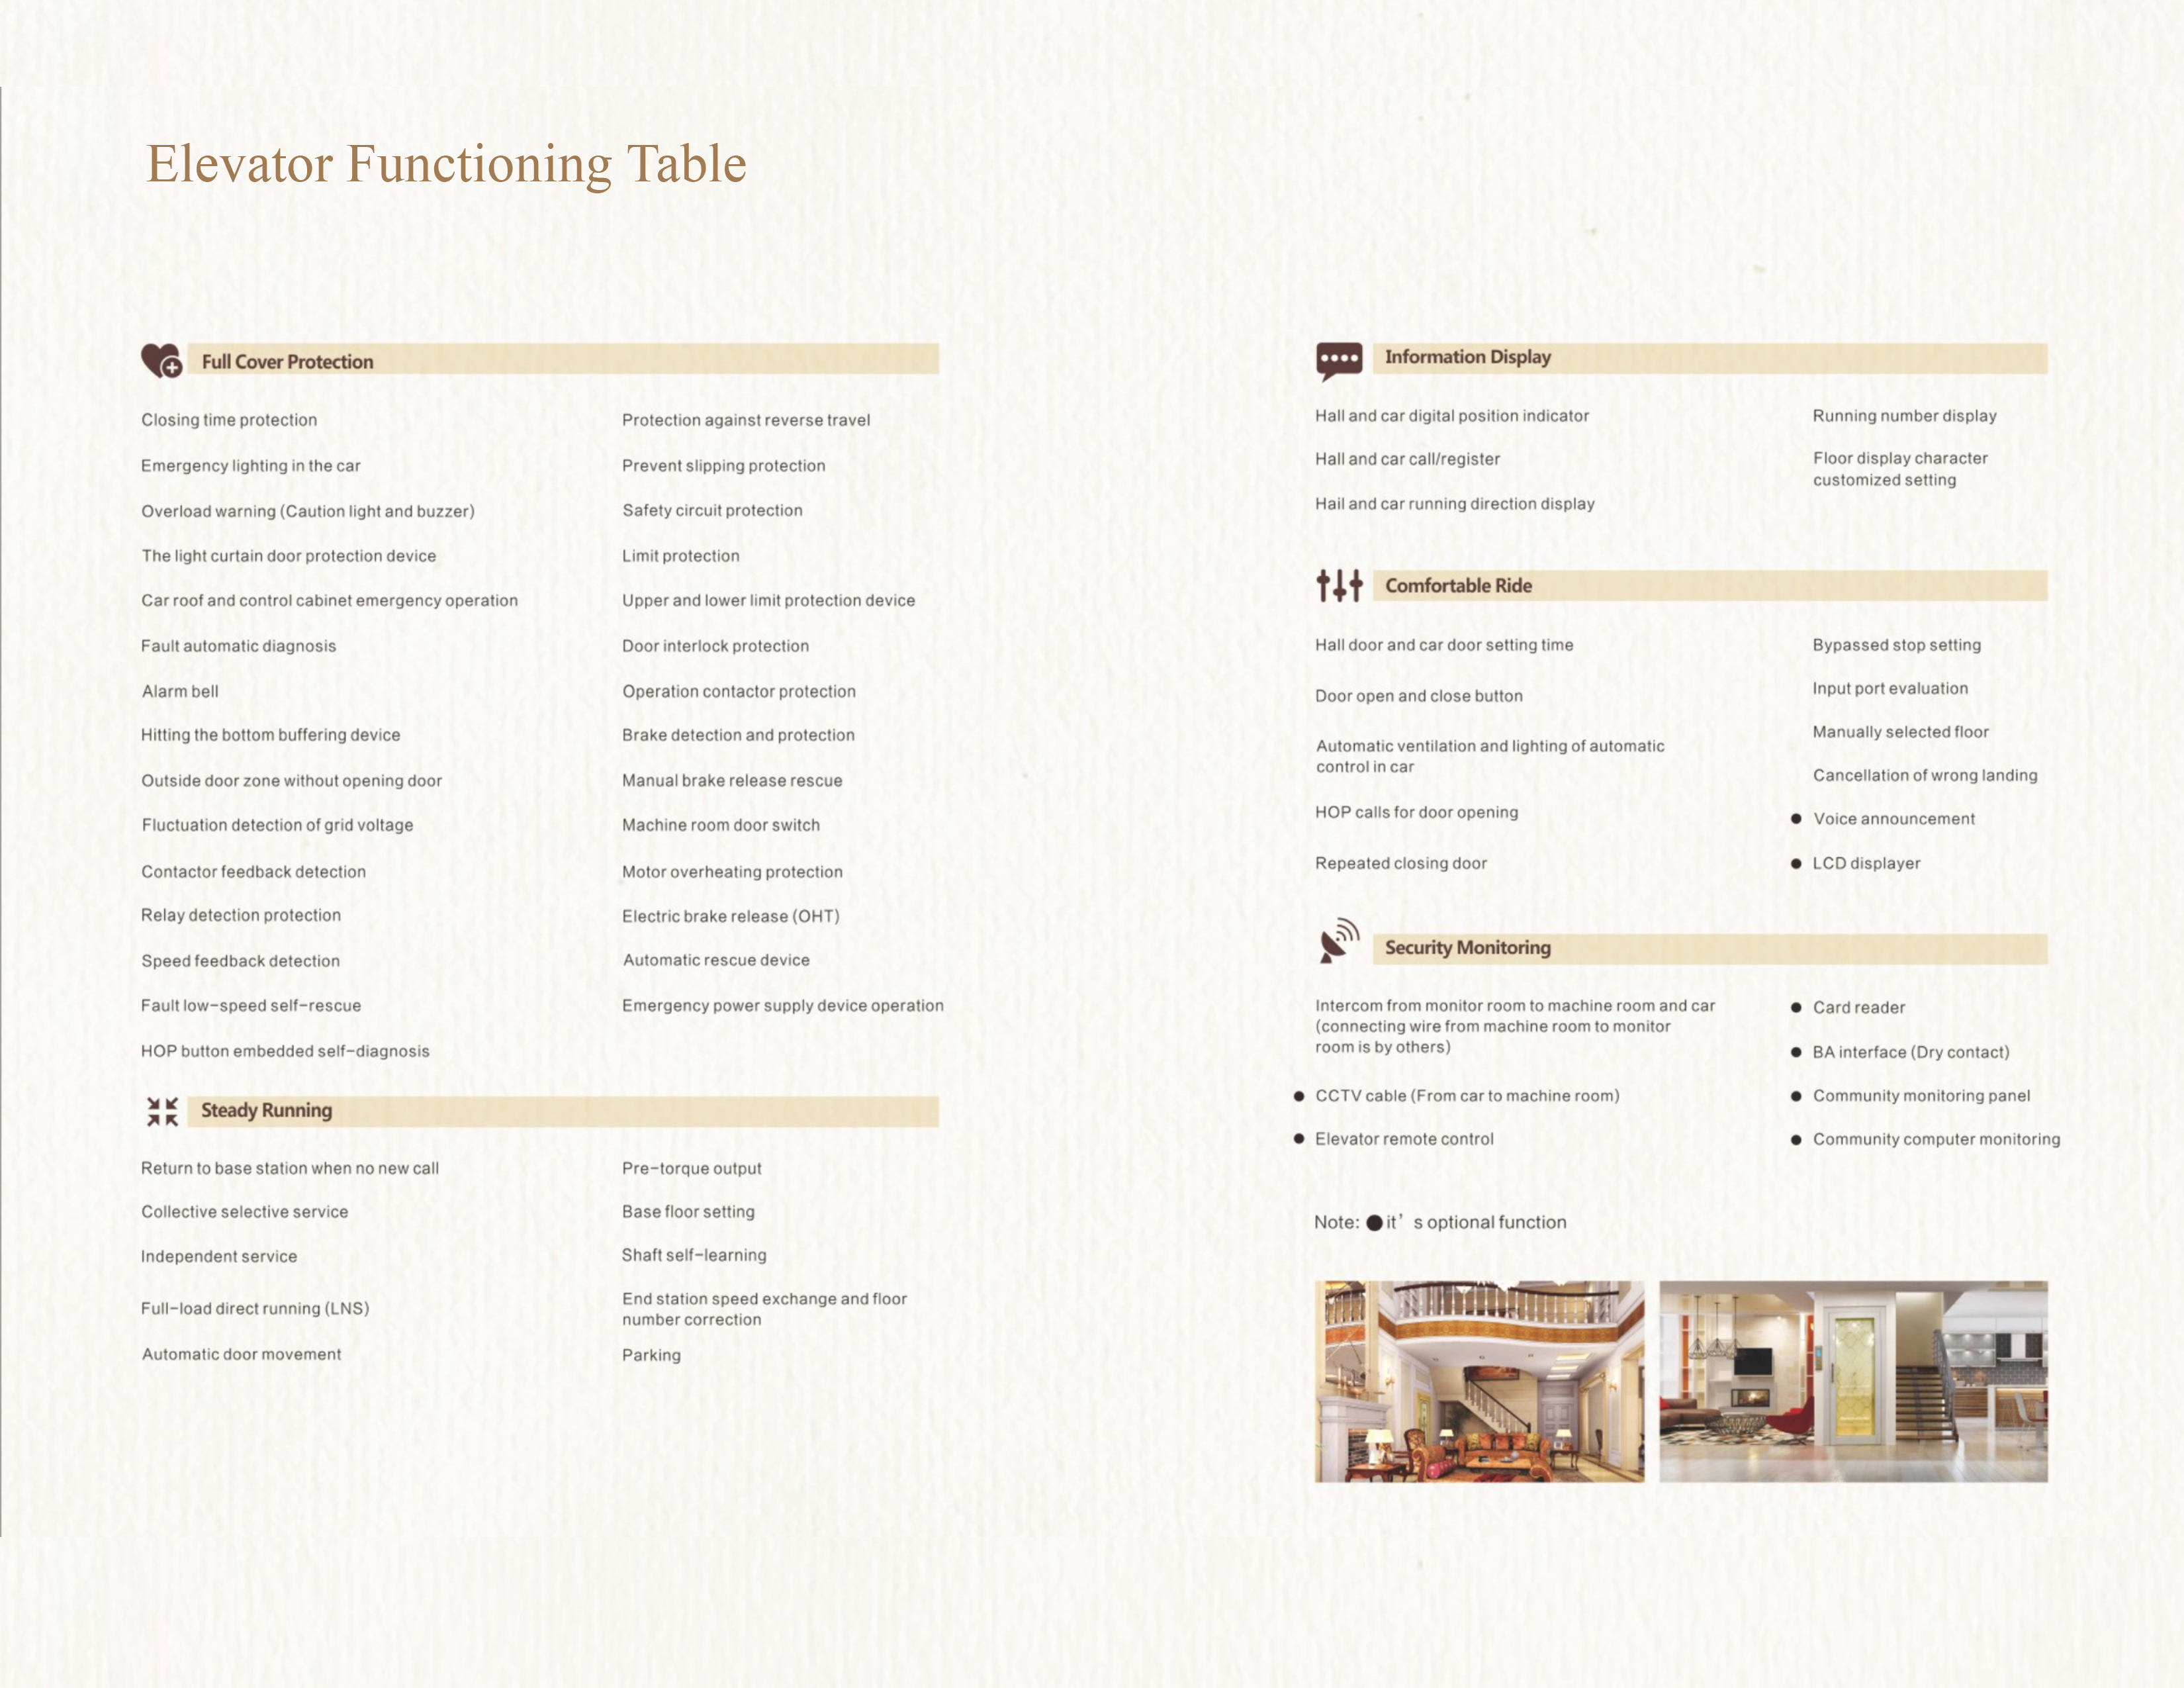 Elevator Functioning Table
Full Cover Protection
Closing time protection
Emergency lighting in the car
Overload warning (Caution light and buzzer)
The light curtain door protection device
Car roof and control cabinet emergency operation
Fault automatic diagnosis
Alarm bell
Hitting the bottom buffering device
Outside door zone without opening door
Fluctuation detection of grid voltage
Contactor feedback detection
Relay detection protection
Speed feedback detection
Fault low-speed self-rescue
HOP button embedded self-diagnosis
Protection against reverse travel
Prevent slipping protection
Safety circuit protection
Limit protection
Upper and lower limit protection device
Door interlock protection
Operation contactor protection
Brake detection and protection
Manual brake release rescue
Machine room door switch
Motor overheating protection
Electric brake release (OHT)
Automatic rescue device
Emergency power supply device operation
Steady Running
Return to base station when no new call
Collective selective service
Independent service
Full-load direct running (LNS)
Automatic door movement
Pre-torque output
Base floor setting
Shaft self-learning
End station speed exchange and floor
number correction
Parking
Information Display
Hall and car digital position indicator
Hall and car call/register
Hail and car running direction display
Running number display
Floor display character
customized setting
Comfortable Ride
Hall door and car door setting time
Door open and close button
Automatic ventilation and lighting of automatic
control in car
HOP calls for door opening
Repeated closing door
Bypassed stop setting
Input port evaluation
Manually selected floor
Cancellation of wrong landing
● Voice announcement
● LCD displayer
Security Monitoring
Intercom from monitor room to machine room and car
(connecting wire from machine room to monitor
room is by others)
● CCTV cable (From car to machine room)
● Elevator remote control
● Card reader
● BA interface (Dry contact)
● Community monitoring panel
● Community computer monitoring
Note: ● it’ s optional function